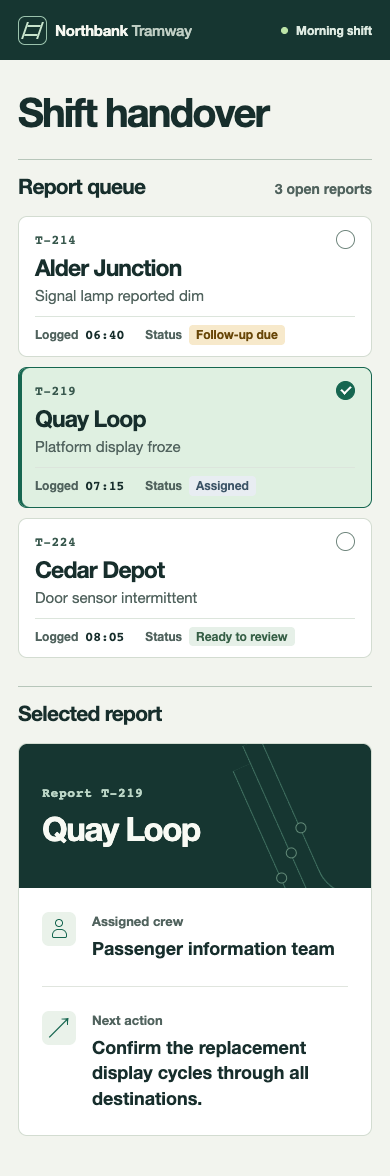 Northbank Tramway
Morning shift
Shift handover
Report queue
3 open reports
T-214
Alder Junction
Signal lamp reported dim
Logged 06:40 Status Follow-up due
T-219
Quay Loop
Platform display froze
Logged 07:15 Status Assigned
T-224
Cedar Depot
Door sensor intermittent
Logged 08:05 Status Ready to review
Selected report
Report T-219
Quay Loop
Assigned crew
Passenger information team
Next action
Confirm the replacement
display cycles through all
destinations.